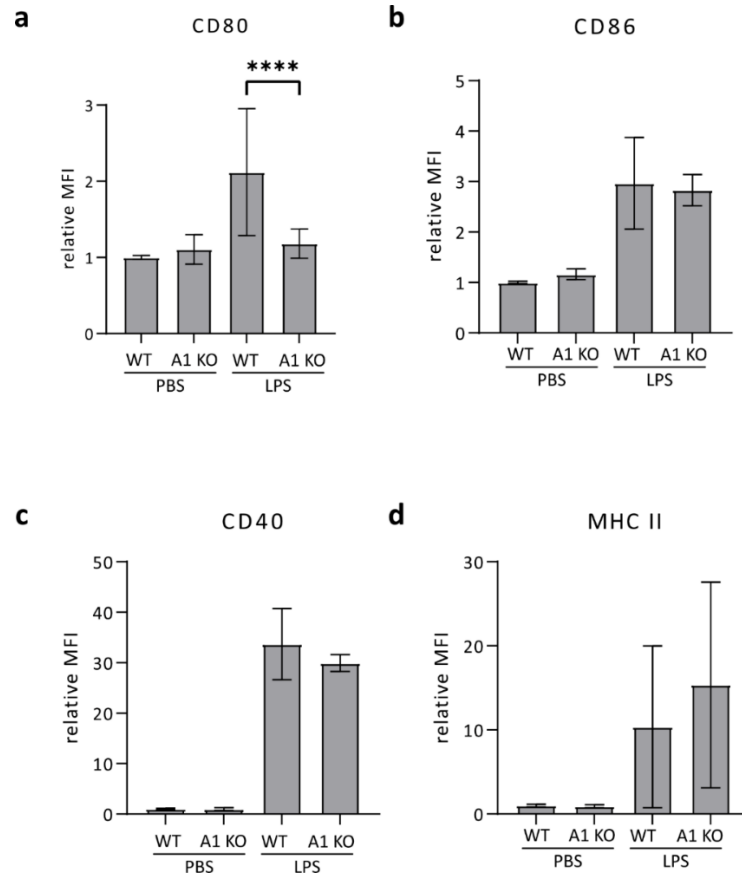 a
CD80
****
relative MFI
3
2
1
0
WT A1 KO WT A1 KO
PBS LPS
b
CD86
relative MFI
5
4
3
2
1
0
WT A1 KO WT A1 KO
PBS LPS
c
CD40
relative MFI
50
40
30
20
10
0
WT A1 KO WT A1 KO
PBS LPS
d
MHC II
relative MFI
30
20
10
0
WT A1 KO WT A1 KO
PBS LPS